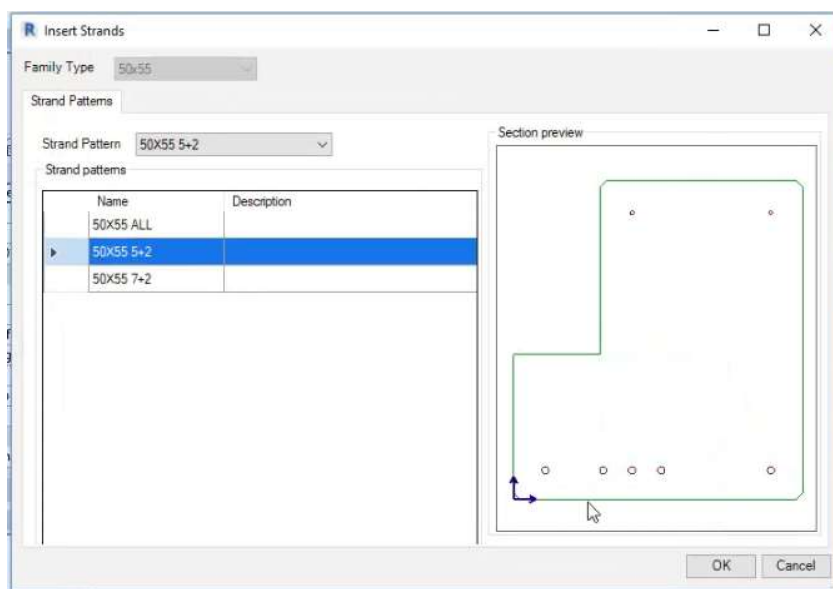 Insert Strands
Family Type 50x55
Strand Patterns
Strand Pattern 50X55 5+2
Strand patterns
Name Description
50X55 ALL
50X55 5+2
50X55 7+2
Section preview
OK Cancel